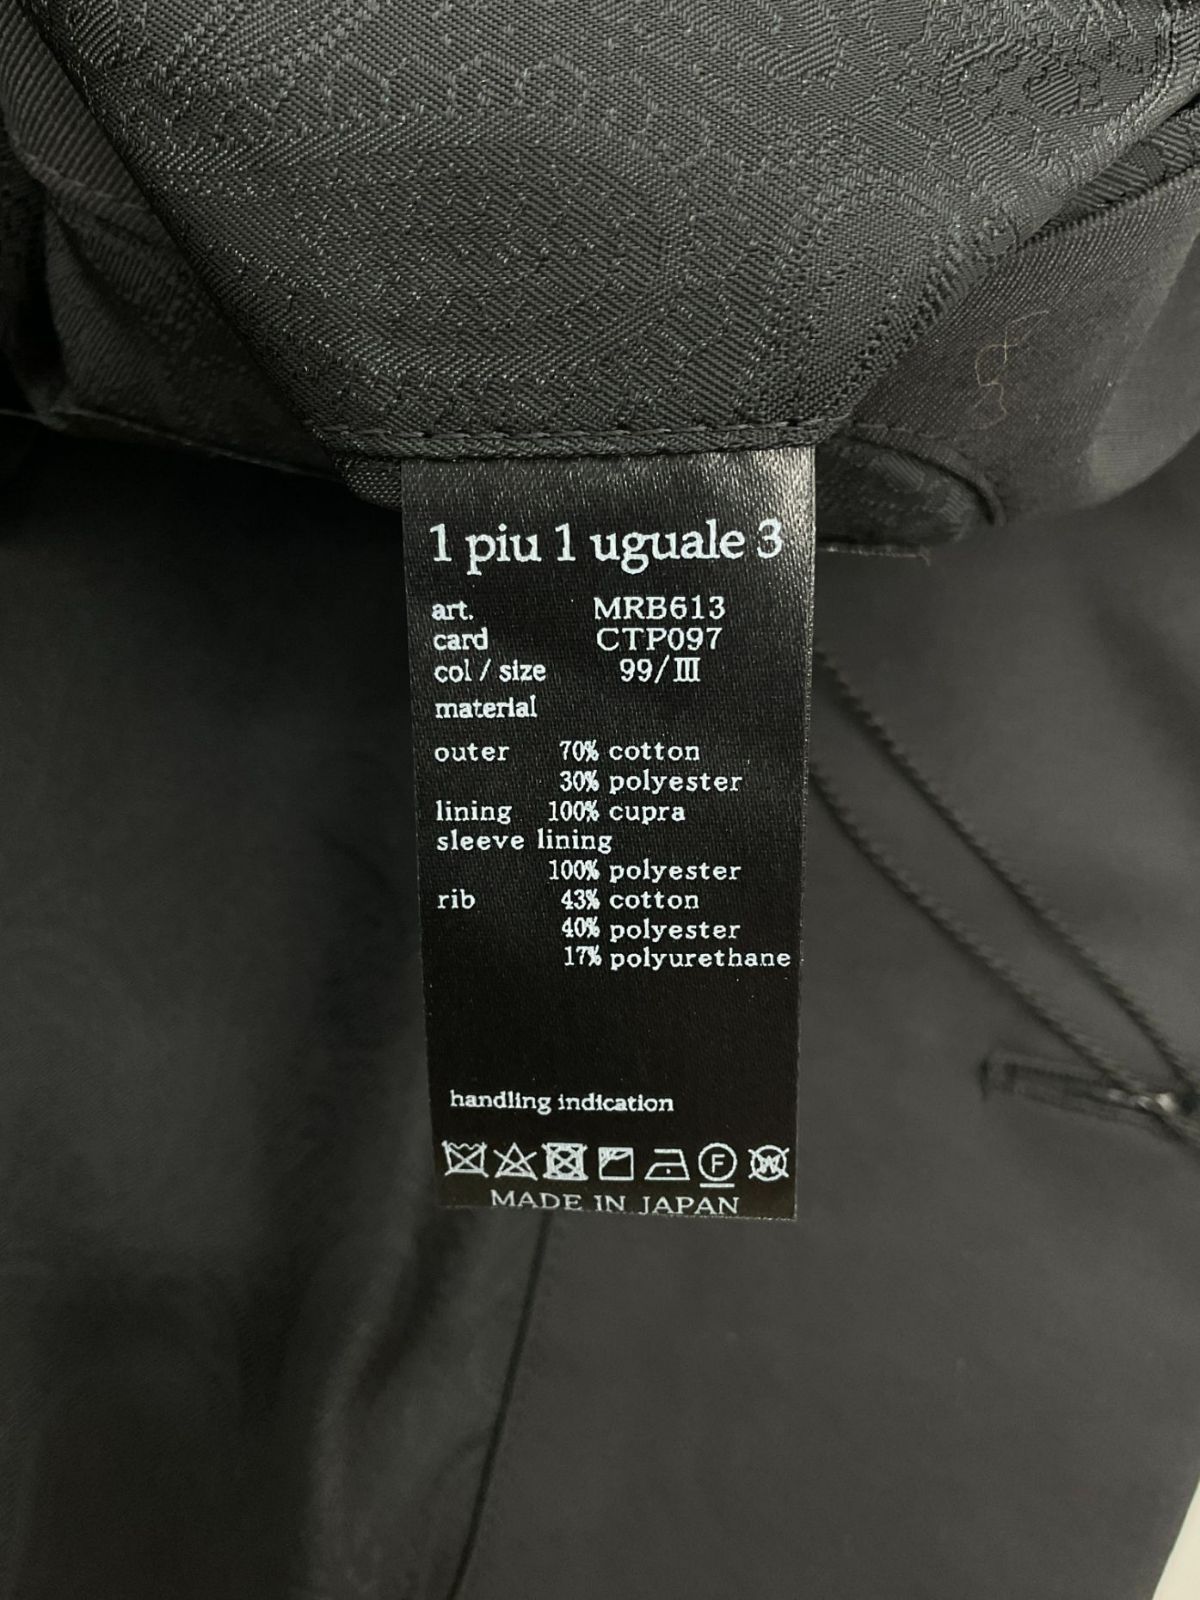 1 piu 1 uguale 3
art. MRB613
card CTP097
col / size 99/Ⅲ
material
outer 70% cotton
30% polyester
lining 100% cupra
sleeve lining
100% polyester
rib 43% cotton
40% polyester
17% polyurethane
handling indication
F W
MADE IN JAPAN